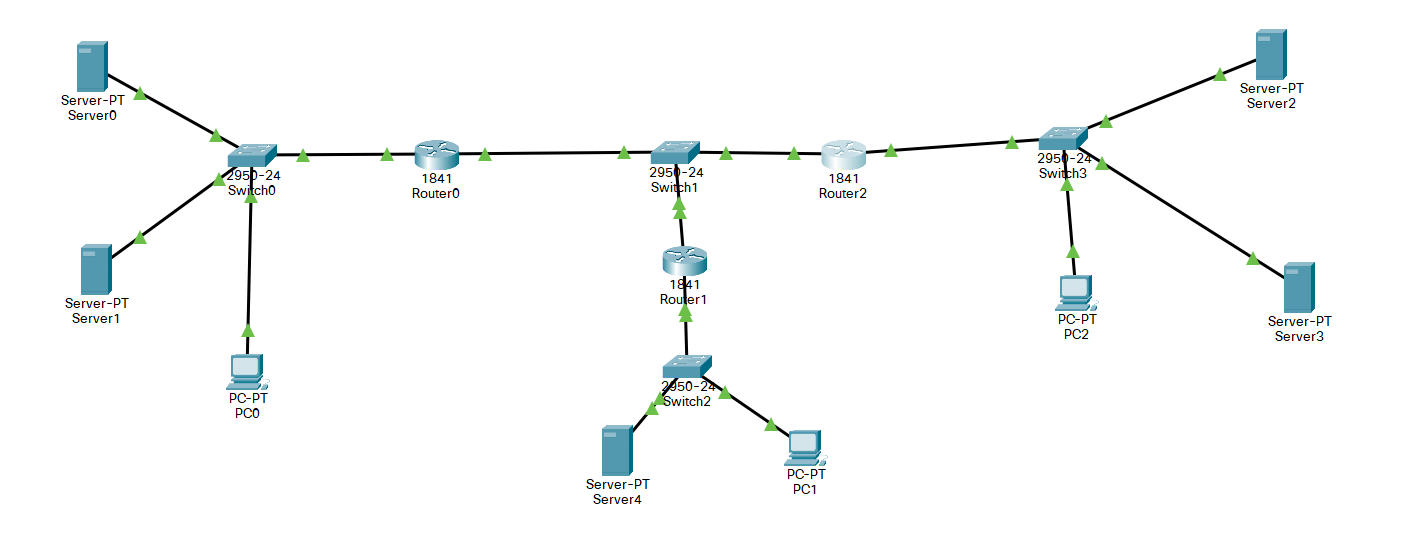 Server-PT
Server0
2950-24
Switch0
Server-PT
Server1
PC-PT
PC0
1841
Router0
2950-24
Switch1
1841
Router2
1841
Router1
2950-24
Switch2
Server-PT
Server4
PC-PT
PC1
2950-24
Switch3
Server-PT
Server2
PC-PT
PC2
Server-PT
Server3